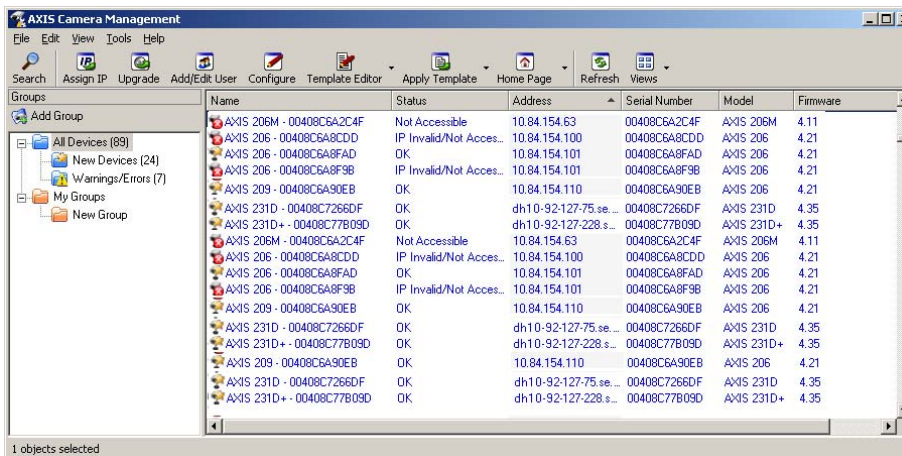 AXIS Camera Management
File Edit View Tools Help
Search Assign IP Upgrade Add/Edit User Configure Template Editor Apply Template Home Page Refresh Views
Groups
Add Group
All Devices (89)
New Devices (24)
Warnings/Errors (7)
My Groups
New Group
Name Status Address Serial Number Model Firmware
AXIS 206M - 00408C6A2C4F Not Accessible 10.84.154.63 00408C6A2C4F AXIS 206M 4.11
AXIS 206 - 00408C6A8CDD IP Invalid/Not Acces... 10.84.154.100 00408C6A8CDD AXIS 206 4.21
AXIS 206 - 00408C6A8FAD OK 10.84.154.101 00408C6A8FAD AXIS 206 4.21
AXIS 206 - 00408C6A8F9B IP Invalid/Not Acces... 10.84.154.101 00408C6A8F9B AXIS 206 4.21
AXIS 209 - 00408C6A90EB OK 10.84.154.110 00408C6A90EB AXIS 206 4.21
AXIS 231D - 00408C7266DF OK dh10-92-127-75.se... 00408C7266DF AXIS 231D 4.35
AXIS 231D+ - 00408C77B09D OK dh10-92-127-228.s... 00408C77B09D AXIS 231D+ 4.35
AXIS 206M - 00408C6A2C4F Not Accessible 10.84.154.63 00408C6A2C4F AXIS 206M 4.11
AXIS 206 - 00408C6A8CDD IP Invalid/Not Acces... 10.84.154.100 00408C6A8CDD AXIS 206 4.21
AXIS 206 - 00408C6A8FAD OK 10.84.154.101 00408C6A8FAD AXIS 206 4.21
AXIS 206 - 00408C6A8F9B IP Invalid/Not Acces... 10.84.154.101 00408C6A8F9B AXIS 206 4.21
AXIS 209 - 00408C6A90EB OK 10.84.154.110 00408C6A90EB AXIS 206 4.21
AXIS 231D - 00408C7266DF OK dh10-92-127-75.se... 00408C7266DF AXIS 231D 4.35
AXIS 231D+ - 00408C77B09D OK dh10-92-127-228.s... 00408C77B09D AXIS 231D+ 4.35
AXIS 209 - 00408C6A90EB OK 10.84.154.110 00408C6A90EB AXIS 206 4.21
AXIS 231D - 00408C7266DF OK dh10-92-127-75.se... 00408C7266DF AXIS 231D 4.35
AXIS 231D+ - 00408C77B09D OK dh10-92-127-228.s... 00408C77B09D AXIS 231D+ 4.35
1 objects selected